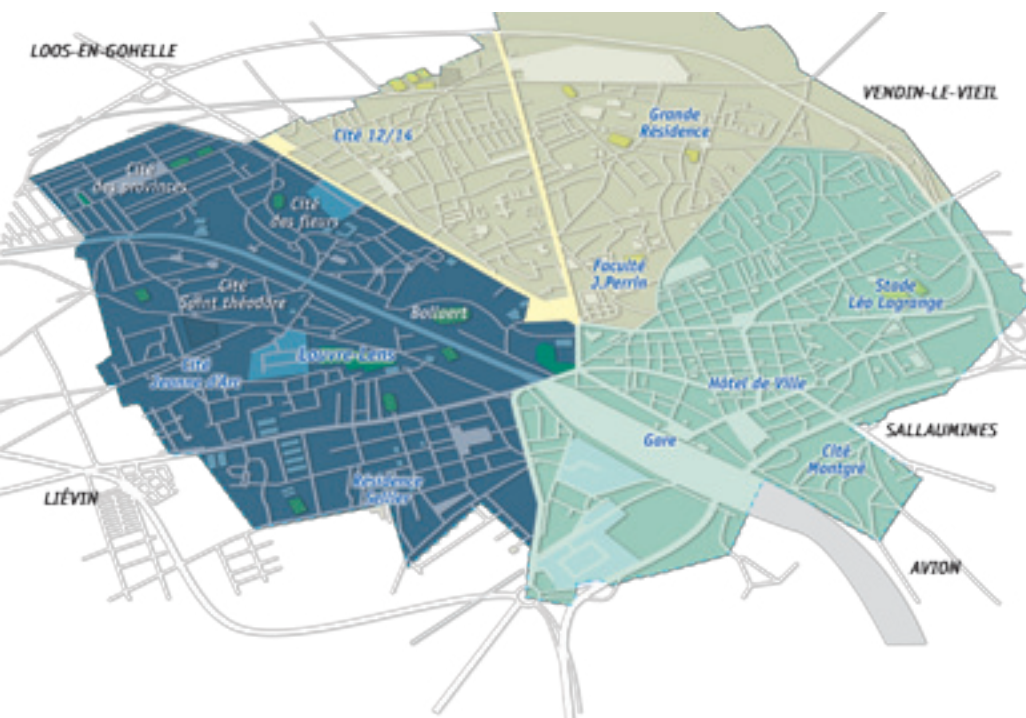 LOOS-EN-GOHELLE
VENDIN-LE-VIEIL
Cité 12/14
Grande
Résidence
Cité
des provinces
Cité
des fleurs
Faculté
J.Perrin
Cité
Saint théodore
Bollaert
Stade
Léo Lagrange
Louvre-Lens
Cité
Jeanne d'Arc
Hôtel de Ville
Gare
SALLAUMINES
Cité
Montgré
Résidence
Sellier
LIÉVIN
AVION